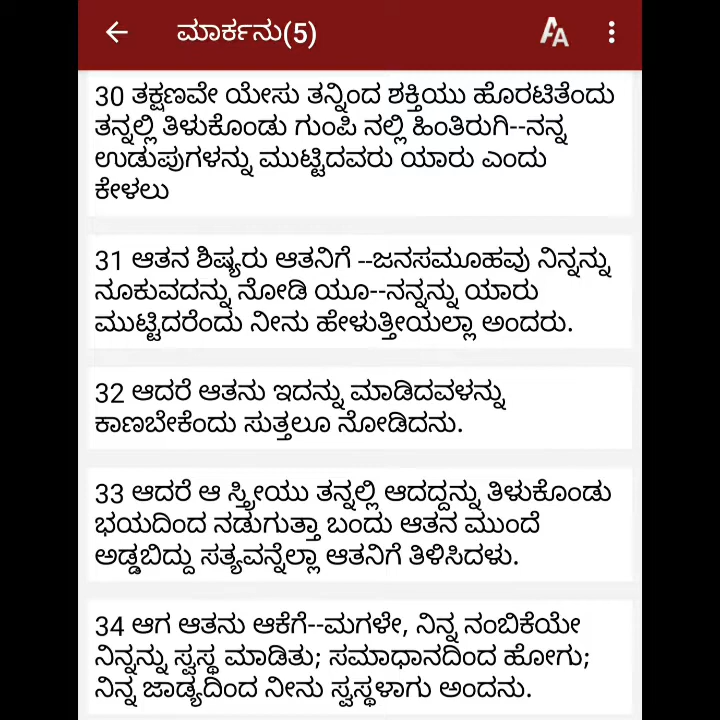 ಮಾರ್ಕನು(5)
30 ತಕ್ಷಣವೇ ಯೇಸು ತನ್ನಿಂದ ಶಕ್ತಿಯು ಹೊರಟಿತೆಂದು
ತನ್ನಲ್ಲಿ ತಿಳುಕೊಂಡು ಗುಂಪಿ ನಲ್ಲಿ ಹಿಂತಿರುಗಿ--ನನ್ನ
ಉಡುಪುಗಳನ್ನು ಮುಟ್ಟಿದವರು ಯಾರು ಎಂದು
ಕೇಳಲು
31 ಆತನ ಶಿಷ್ಯರು ಆತನಿಗೆ --ಜನಸಮೂಹವು ನಿನ್ನನ್ನು
ನೂಕುವದನ್ನು ನೋಡಿ ಯೂ--ನನ್ನನ್ನು ಯಾರು
ಮುಟ್ಟಿದರೆಂದು ನೀನು ಹೇಳುತ್ತೀಯಲ್ಲಾ ಅಂದರು.
32 ಆದರೆ ಆತನು ಇದನ್ನು ಮಾಡಿದವಳನ್ನು
ಕಾಣಬೇಕೆಂದು ಸುತ್ತಲೂ ನೋಡಿದನು.
33 ಆದರೆ ಆ ಸ್ತ್ರೀಯು ತನ್ನಲ್ಲಿ ಆದದ್ದನ್ನು ತಿಳುಕೊಂಡು
ಭಯದಿಂದ ನಡುಗುತ್ತಾ ಬಂದು ಆತನ ಮುಂದೆ
ಅಡ್ಡಬಿದ್ದು ಸತ್ಯವನ್ನೆಲ್ಲಾ ಆತನಿಗೆ ತಿಳಿಸಿದಳು.
34 ಆಗ ಆತನು ಆಕೆಗೆ--ಮಗಳೇ, ನಿನ್ನ ನಂಬಿಕೆಯೇ
ನಿನ್ನನ್ನು ಸ್ವಸ್ಥ ಮಾಡಿತು; ಸಮಾಧಾನದಿಂದ ಹೋಗು;
ನಿನ್ನ ಜಾಡ್ಯದಿಂದ ನೀನು ಸ್ವಸ್ಥಳಾಗು ಅಂದನು.